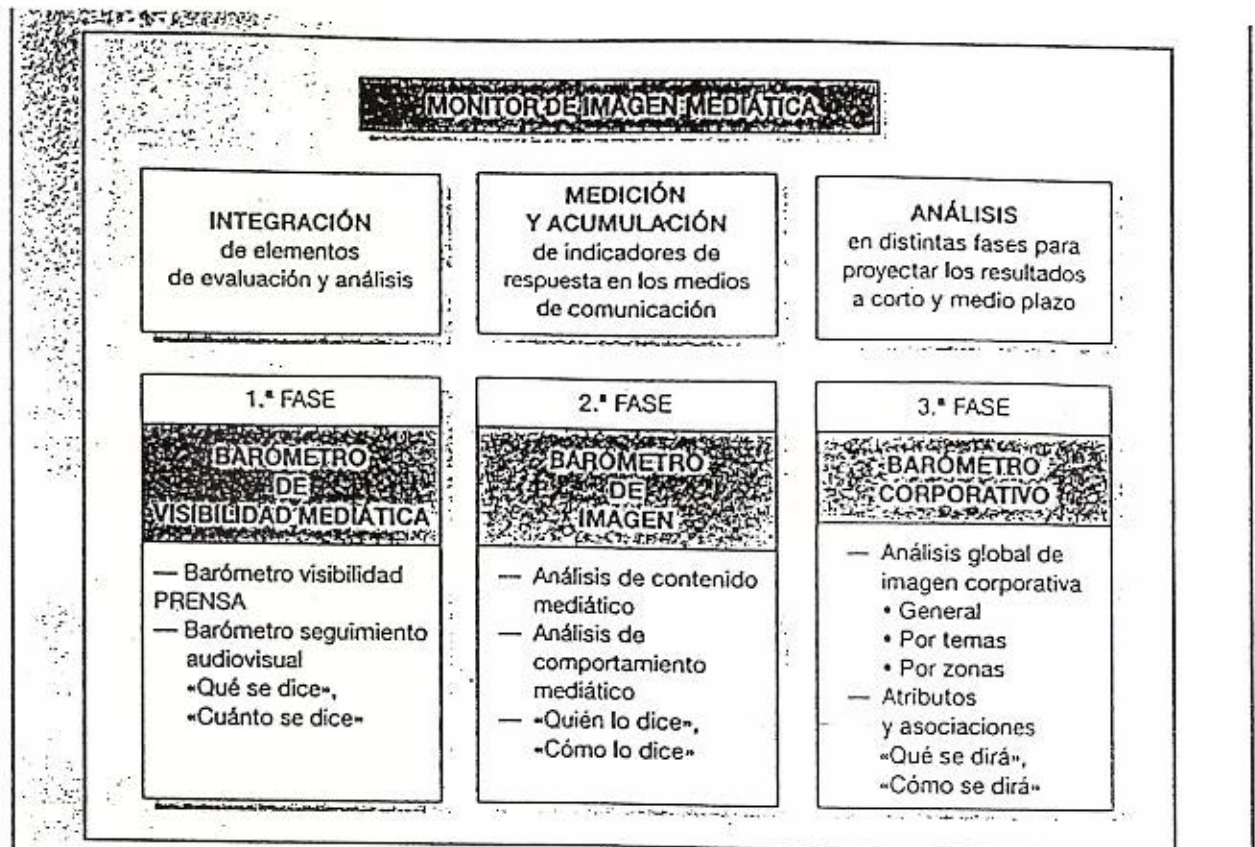 MONITOR DE IMAGEN MEDIÁTICA
INTEGRACIÓN
de elementos
de evaluación y análisis
MEDICIÓN
Y ACUMULACIÓN
de indicadores de
respuesta en los medios
de comunicación
ANÁLISIS
en distintas fases para
proyectar los resultados
a corto y medio plazo
1.ª FASE
BARÓMETRO
DE
VISIBILIDAD MEDIÁTICA
— Barómetro visibilidad
PRENSA
— Barómetro seguimiento
audiovisual
«Qué se dice»,
«Cuánto se dice»
2.ª FASE
BARÓMETRO
DE
IMAGEN
— Análisis de contenido
mediático
— Análisis de
comportamiento
mediático
— «Quién lo dice»,
«Cómo lo dice»
3.ª FASE
BARÓMETRO
CORPORATIVO
— Análisis global de
imagen corporativa
• General
• Por temas
• Por zonas
— Atributos
y asociaciones
«Qué se dirá»,
«Cómo se dirá»